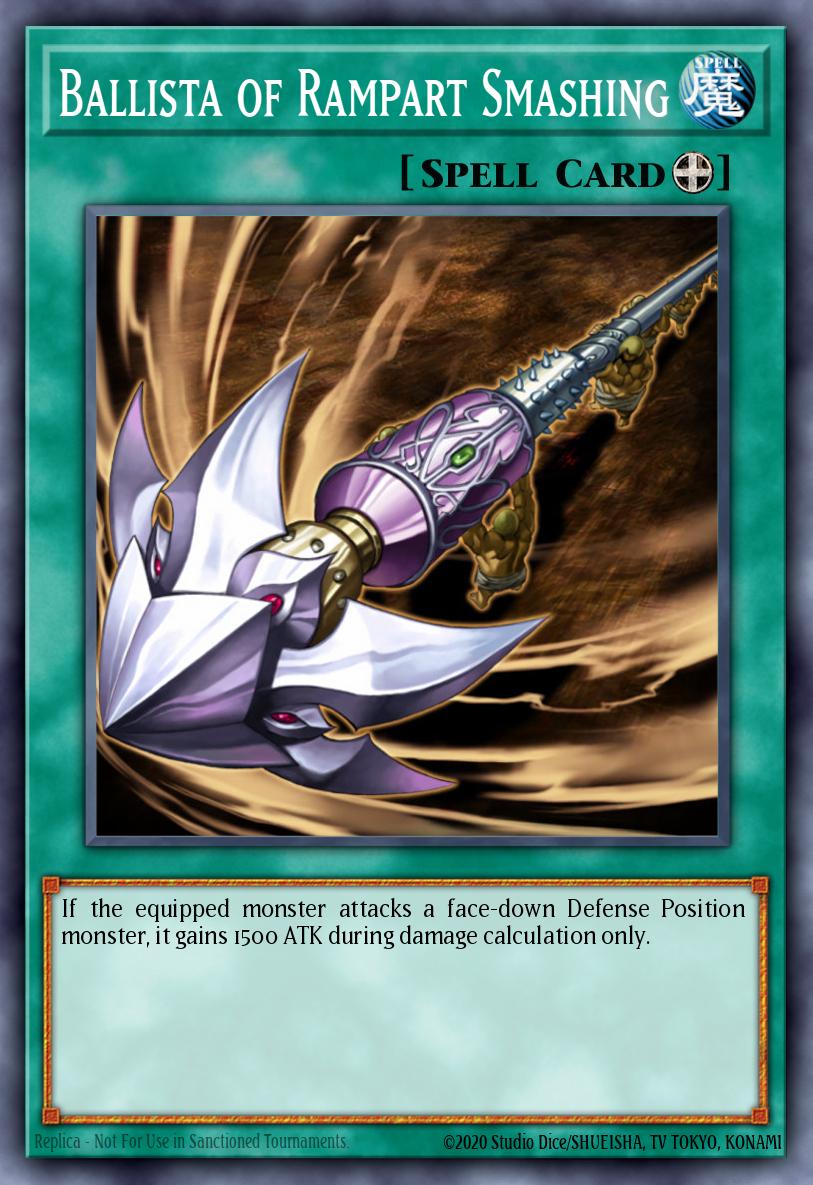 BALLISTA OF RAMPART SMASHING
SPELL
魔
[SPELL CARD]
If the equipped monster attacks a face-down Defense Position
monster, it gains 1500 ATK during damage calculation only.
Replica - Not For Use in Sanctioned Tournaments.
©2020 Studio Dice/SHUEISHA, TV TOKYO, KONAMI